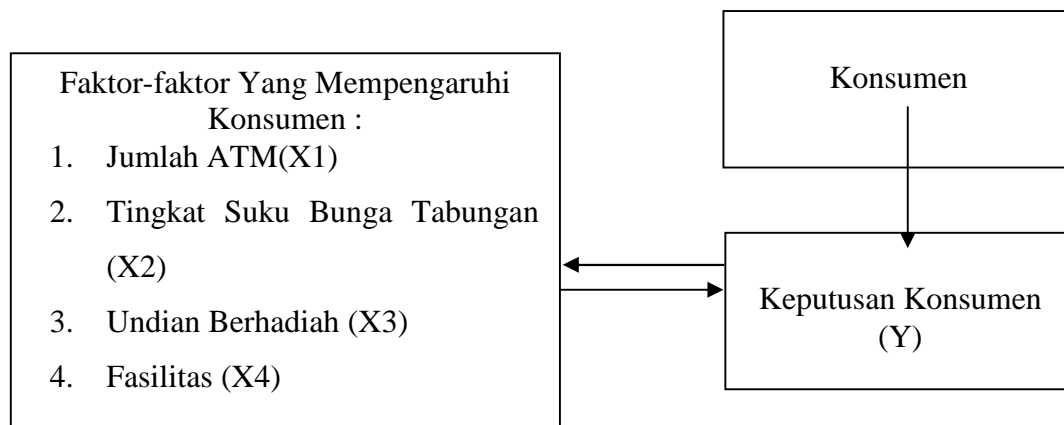 Faktor-faktor Yang Mempengaruhi
Konsumen :
1. Jumlah ATM(X1)
2. Tingkat Suku Bunga Tabungan
(X2)
3. Undian Berhadiah (X3)
4. Fasilitas (X4)
Konsumen
Keputusan Konsumen
(Y)